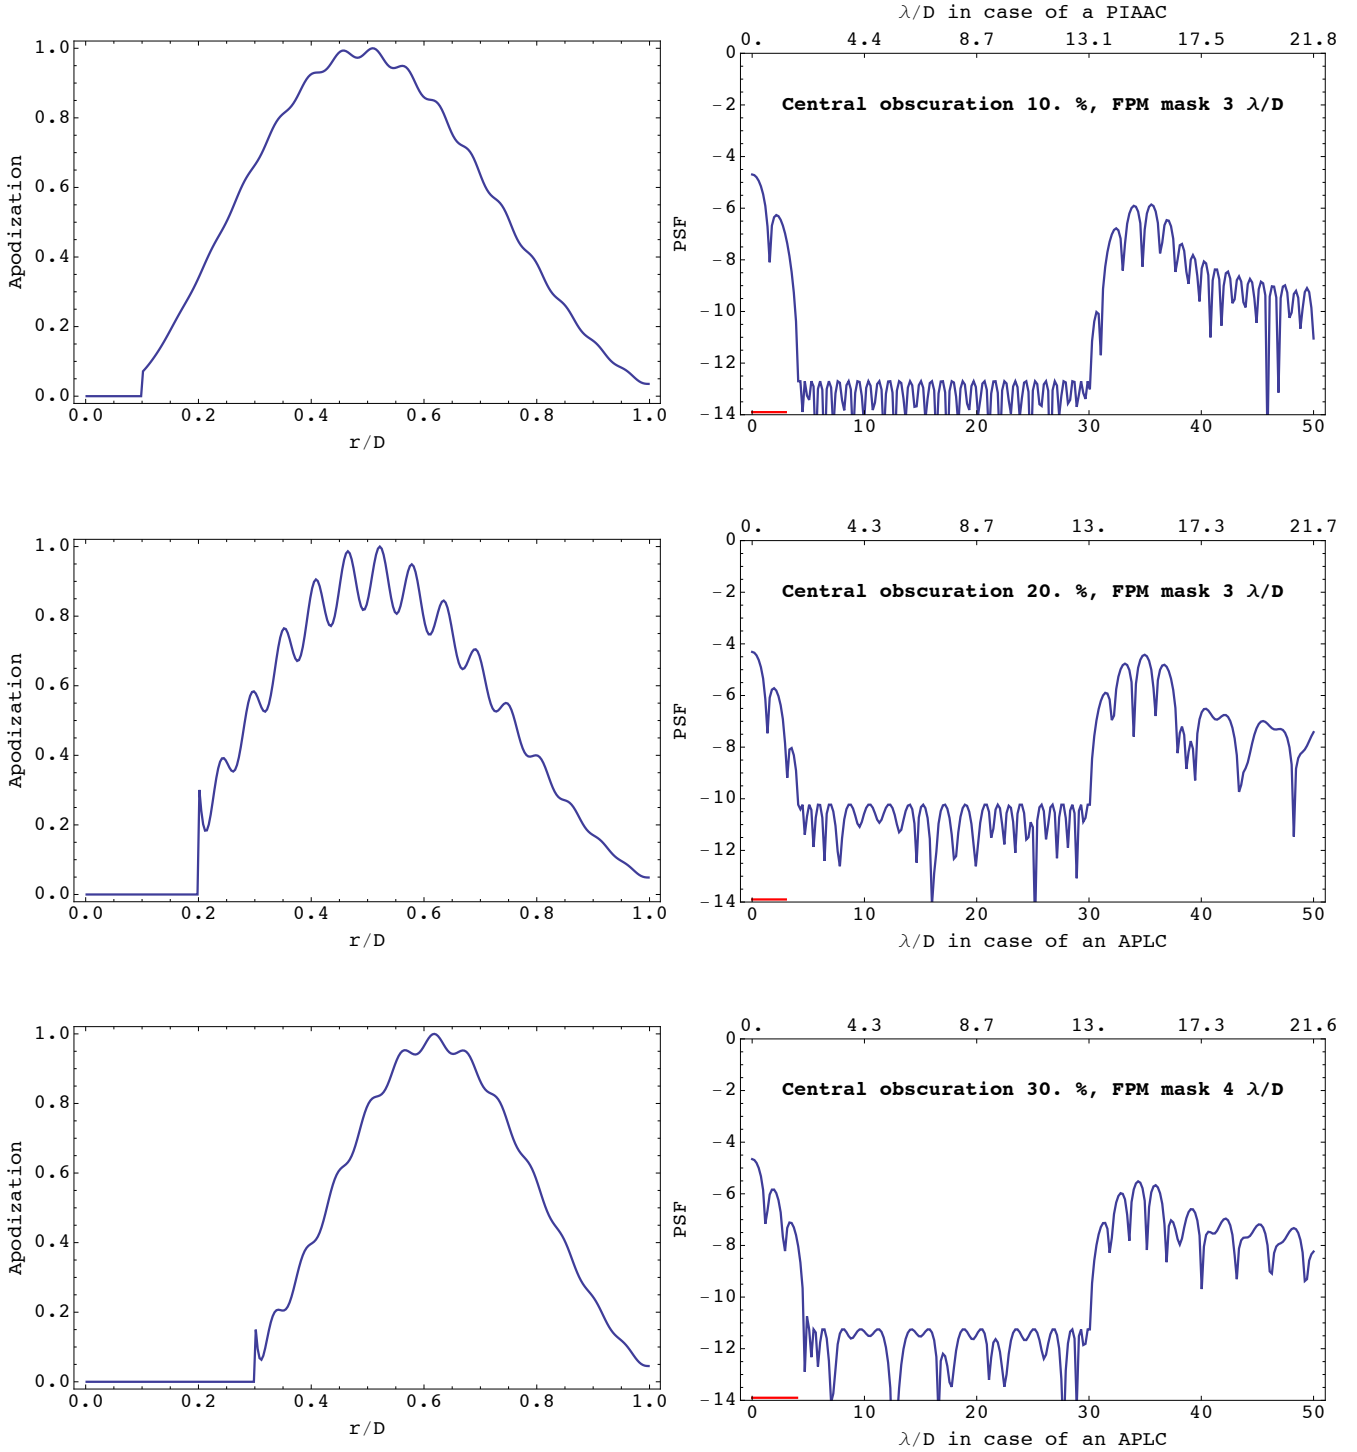 λ/D in case of a PIAAC
0. 4.4 8.7 13.1 17.5 21.8
1.0
0.8
0.6
0.4
0.2
0.0
Apodization
0.0 0.2 0.4 0.6 0.8 1.0
r/D
0
-2
-4
-6
-8
-10
-12
-14
PSF
Central obscuration 10. %, FPM mask 3 λ/D
0 10 20 30 40 50
1.0
0.8
0.6
0.4
0.2
0.0
Apodization
0.0 0.2 0.4 0.6 0.8 1.0
r/D
0. 4.3 8.7 13. 17.3 21.7
0
-2
-4
-6
-8
-10
-12
-14
PSF
Central obscuration 20. %, FPM mask 3 λ/D
0 10 20 30 40 50
λ/D in case of an APLC
1.0
0.8
0.6
0.4
0.2
0.0
Apodization
0.0 0.2 0.4 0.6 0.8 1.0
r/D
0. 4.3 8.7 13. 17.3 21.6
0
-2
-4
-6
-8
-10
-12
-14
PSF
Central obscuration 30. %, FPM mask 4 λ/D
0 10 20 30 40 50
λ/D in case of an APLC